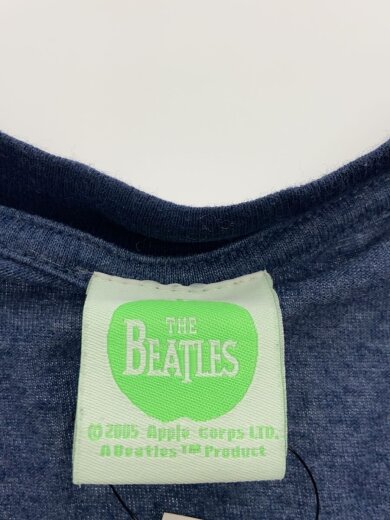 THE
BEATLES
© 2005 Apple Corps LTD.
A Beatles™ Product